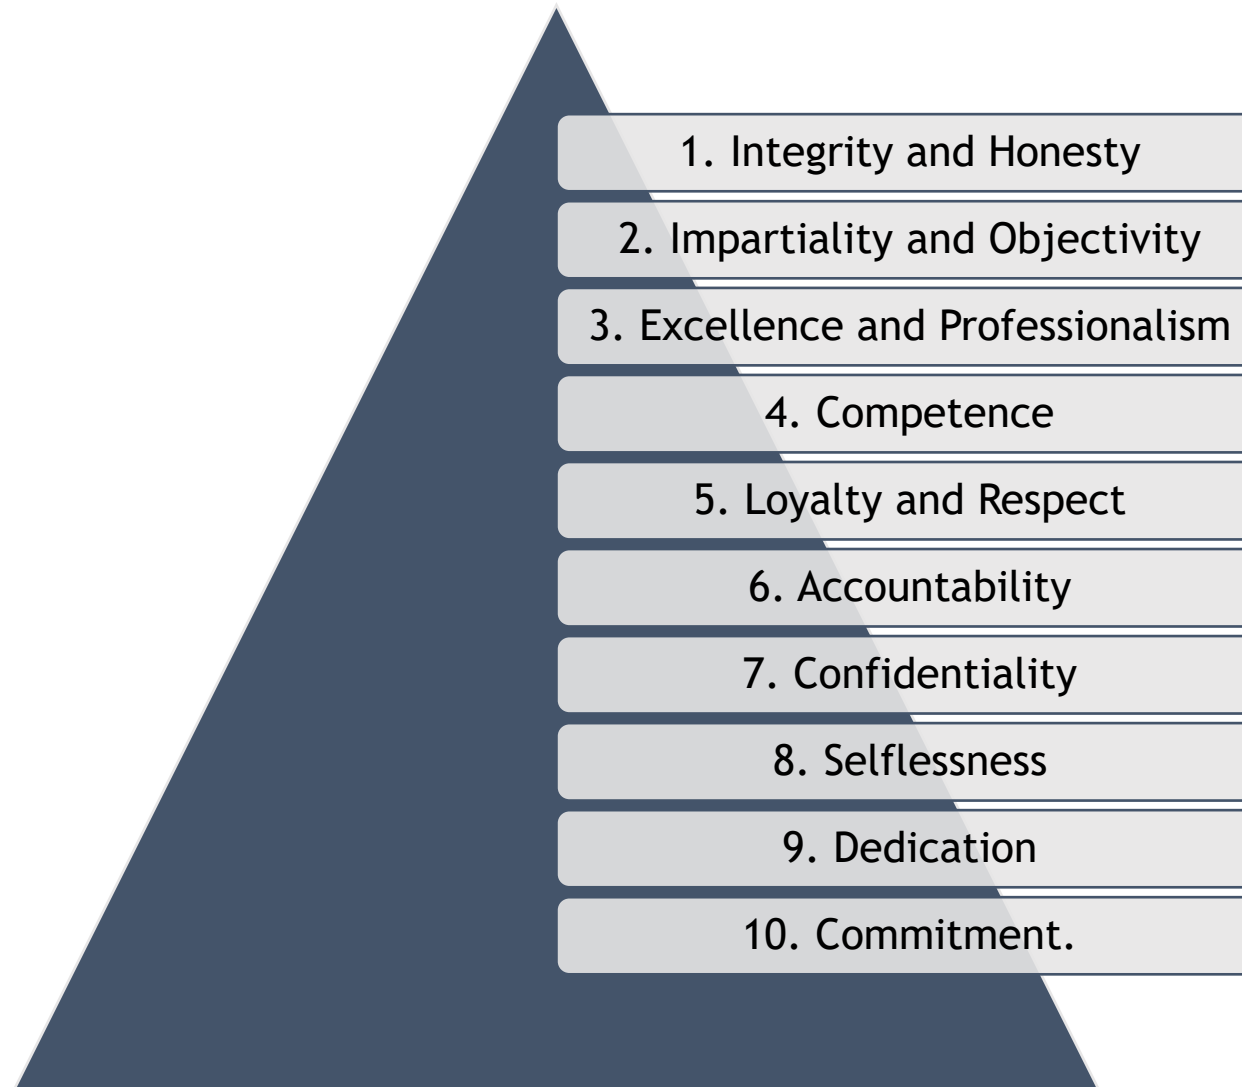 1. Integrity and Honesty
2. Impartiality and Objectivity
3. Excellence and Professionalism
4. Competence
5. Loyalty and Respect
6. Accountability
7. Confidentiality
8. Selflessness
9. Dedication
10. Commitment.